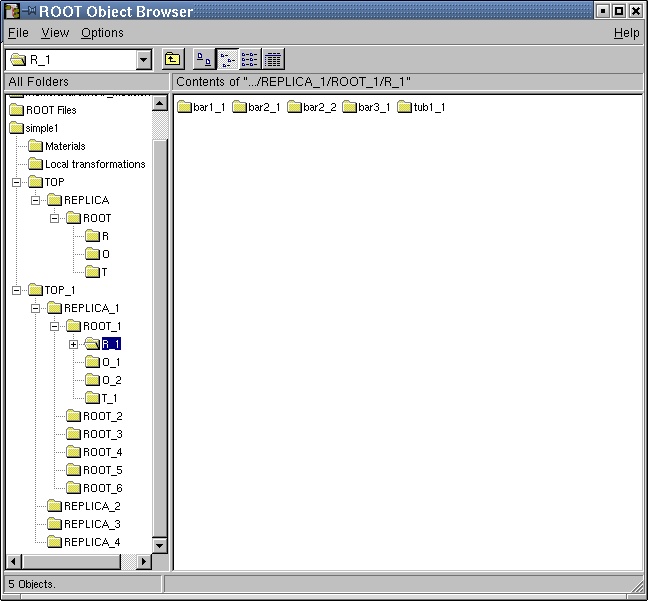 ROOT Object Browser
File View Options Help
R_1
All Folders
Contents of ".../REPLICA_1/ROOT_1/R_1"
ROOT Files
simple1
Materials
Local transformations
TOP
REPLICA
ROOT
R
O
T
TOP_1
REPLICA_1
ROOT_1
R_1
O_1
O_2
T_1
ROOT_2
ROOT_3
ROOT_4
ROOT_5
ROOT_6
REPLICA_2
REPLICA_3
REPLICA_4
bar1_1 bar2_1 bar2_2 bar3_1 tub1_1
5 Objects.